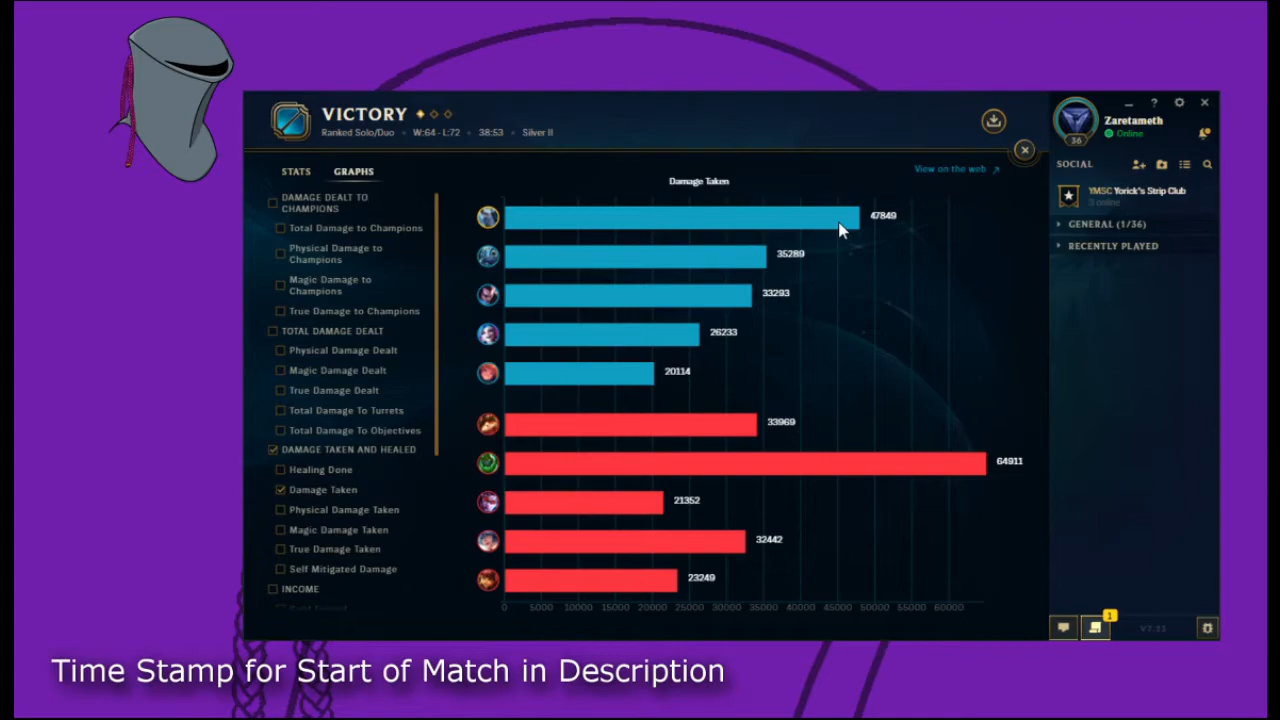 VICTORY
Ranked Solo/Duo • W:64 - L:72 • 38:53 • Silver II
STATS GRAPHS
View on the web
DAMAGE DEALT TO
CHAMPIONS
Total Damage to Champions
Physical Damage to
Champions
Magic Damage to
Champions
True Damage to Champions
TOTAL DAMAGE DEALT
Physical Damage Dealt
Magic Damage Dealt
True Damage Dealt
Total Damage To Turrets
Total Damage To Objectives
DAMAGE TAKEN AND HEALED
Healing Done
Damage Taken
Physical Damage Taken
Magic Damage Taken
True Damage Taken
Self Mitigated Damage
INCOME
Damage Taken
47849
35289
33293
26233
20114
33969
64911
21352
32442
23249
0 5000 10000 15000 20000 25000 30000 35000 40000 45000 50000 55000 60000
?
Zaretameth
36
Online
SOCIAL
YMSC Yorick's Strip Club
3 online
GENERAL (1/36)
RECENTLY PLAYED
1
Time Stamp for Start of Match in Description